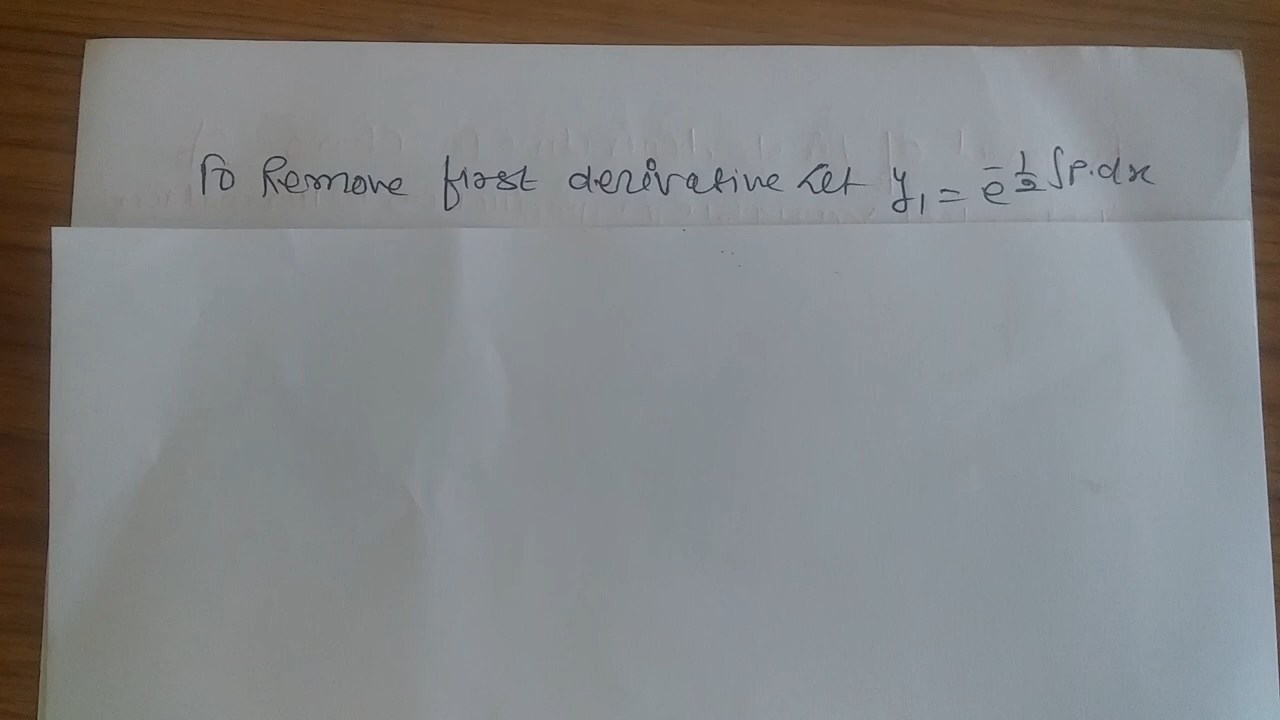 To Remove first derivative Let y₁ = e^{-1/2 ∫P.dx}